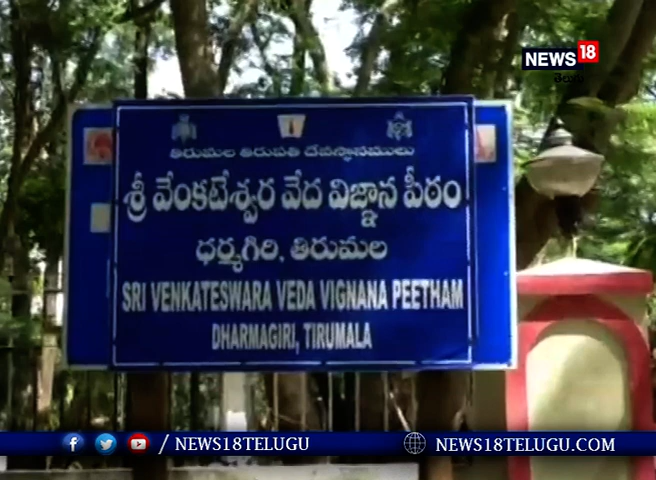 NEWS18
తెలుగు
తిరుమల తిరుపతి దేవస్థానములు
శ్రీ వేంకటేశ్వర వేద విజ్ఞాన పీఠం
ధర్మగిరి, తిరుమల
SRI VENKATESWARA VEDA VIGNANA PEETHAM
DHARMAGIRI, TIRUMALA
/ NEWS18TELUGU
NEWS18TELUGU.COM